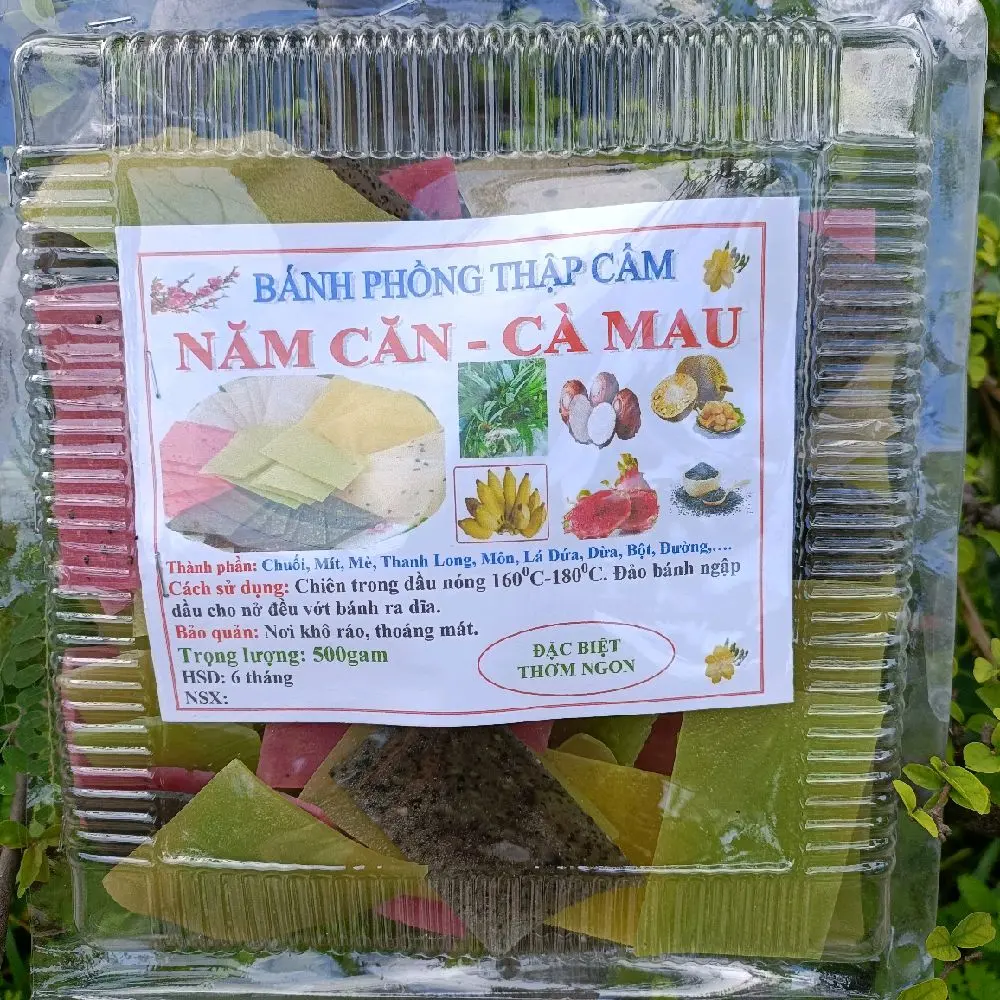 BÁNH PHỒNG THẬP CẨM
NĂM CĂN - CÀ MAU
Thành phần: Chuối, Mít, Mè, Thanh Long, Môn, Lá Dứa, Dừa, Bột, Đường,....
Cách sử dụng: Chiên trong dầu nóng 160⁰C-180⁰C. Đảo bánh ngập
dầu cho nở đều vớt bánh ra dĩa.
Bảo quản: Nơi khô ráo, thoáng mát.
Trọng lượng: 500gam
HSD: 6 tháng
NSX:
ĐẶC BIỆT
THƠM NGON